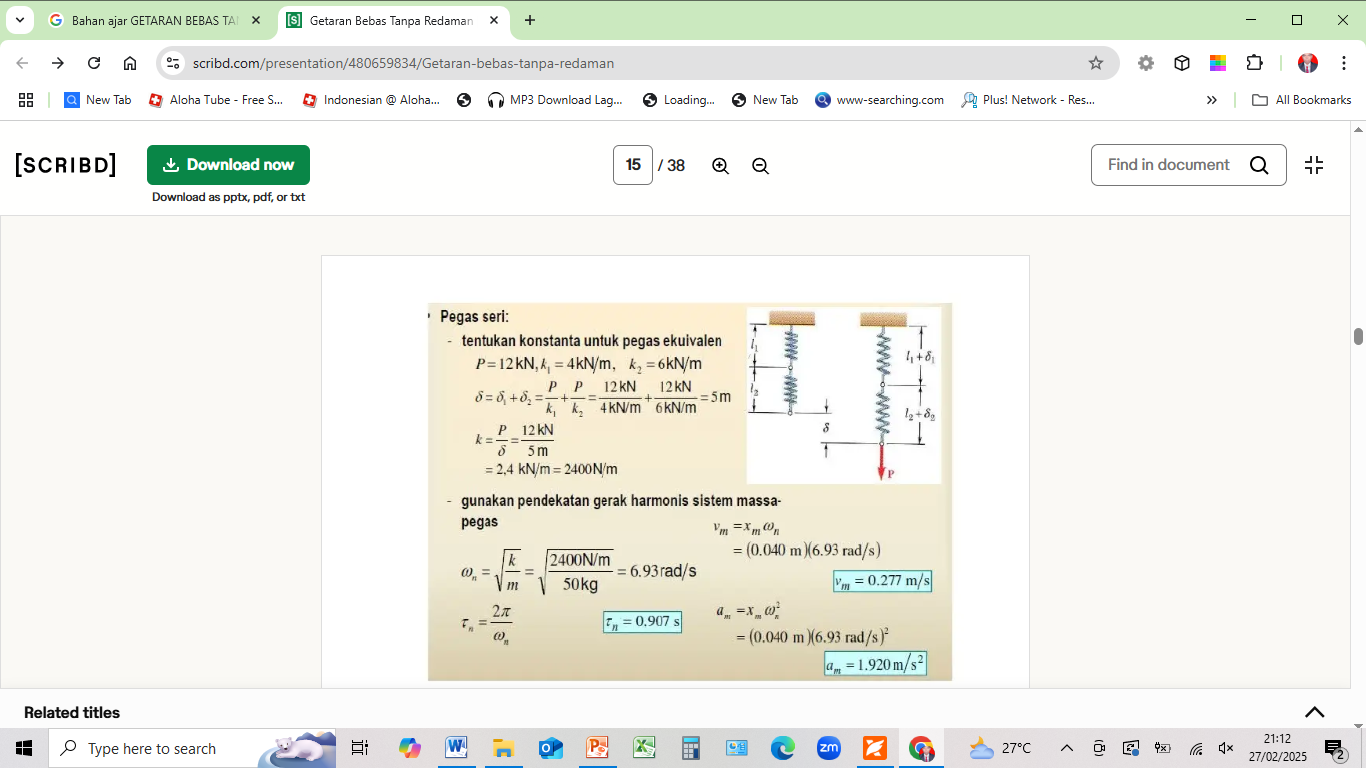 Bahan ajar GETARAN BEBAS TA
Getaran Bebas Tanpa Redaman
scribd.com/presentation/480659834/Getaran-bebas-tanpa-redaman
New Tab
Aloha Tube - Free S...
Indonesian @ Aloha...
MP3 Download Lag...
Loading...
New Tab
www-searching.com
Plus! Network - Res...
»
All Bookmarks
[SCRIBD]
Download now
Download as pptx, pdf, or txt
15 / 38
Find in document
• Pegas seri:
- tentukan konstanta untuk pegas ekuivalen
P = 12 kN, k₁ = 4 kN/m, k₂ = 6 kN/m
δ = δ₁ + δ₂ = P/k₁ + P/k₂ = 12 kN/4 kN/m + 12 kN/6 kN/m = 5 m
k = P/δ = 12 kN/5 m
= 2,4 kN/m = 2400 N/m
l₁
l₂
δ
l₁ + δ₁
l₂ + δ₂
P
- gunakan pendekatan gerak harmonis sistem massa-
pegas
ωₙ = √(k/m) = √(2400 N/m/50 kg) = 6.93 rad/s
τₙ = 2π/ωₙ
τₙ = 0.907 s
vₘ = xₘ ωₙ
= (0.040 m)(6.93 rad/s)
vₘ = 0.277 m/s
aₘ = xₘ ωₙ²
= (0.040 m)(6.93 rad/s)²
aₘ = 1.920 m/s²
Related titles
Type here to search
zm
27°C
21:12
27/02/2025
2